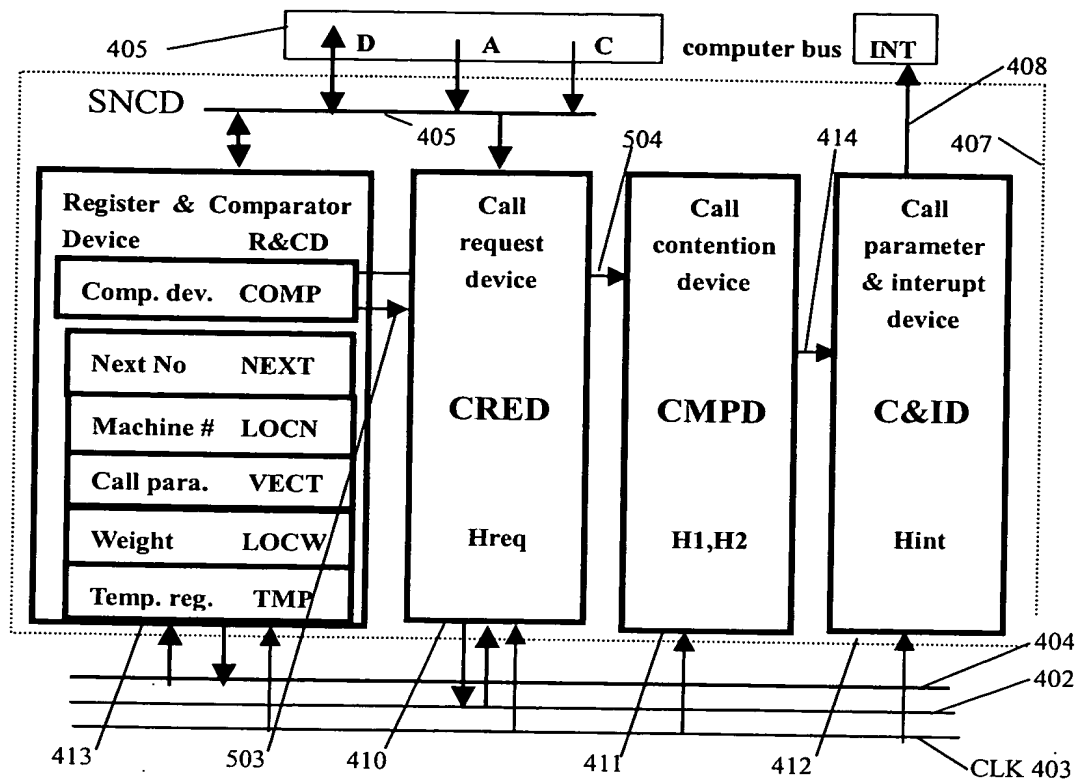 405
D A C
computer bus
INT
408
SNCD
405
504
414
407
Register & Comparator
Device R&CD
Comp. dev. COMP
Next No NEXT
Machine # LOCN
Call para. VECT
Weight LOCW
Temp. reg. TMP
Call
request
device
CRED
Hreq
Call
contention
device
CMPD
H1,H2
Call
parameter
& interupt
device
C&ID
Hint
404
402
413
503
410
411
412
CLK 403